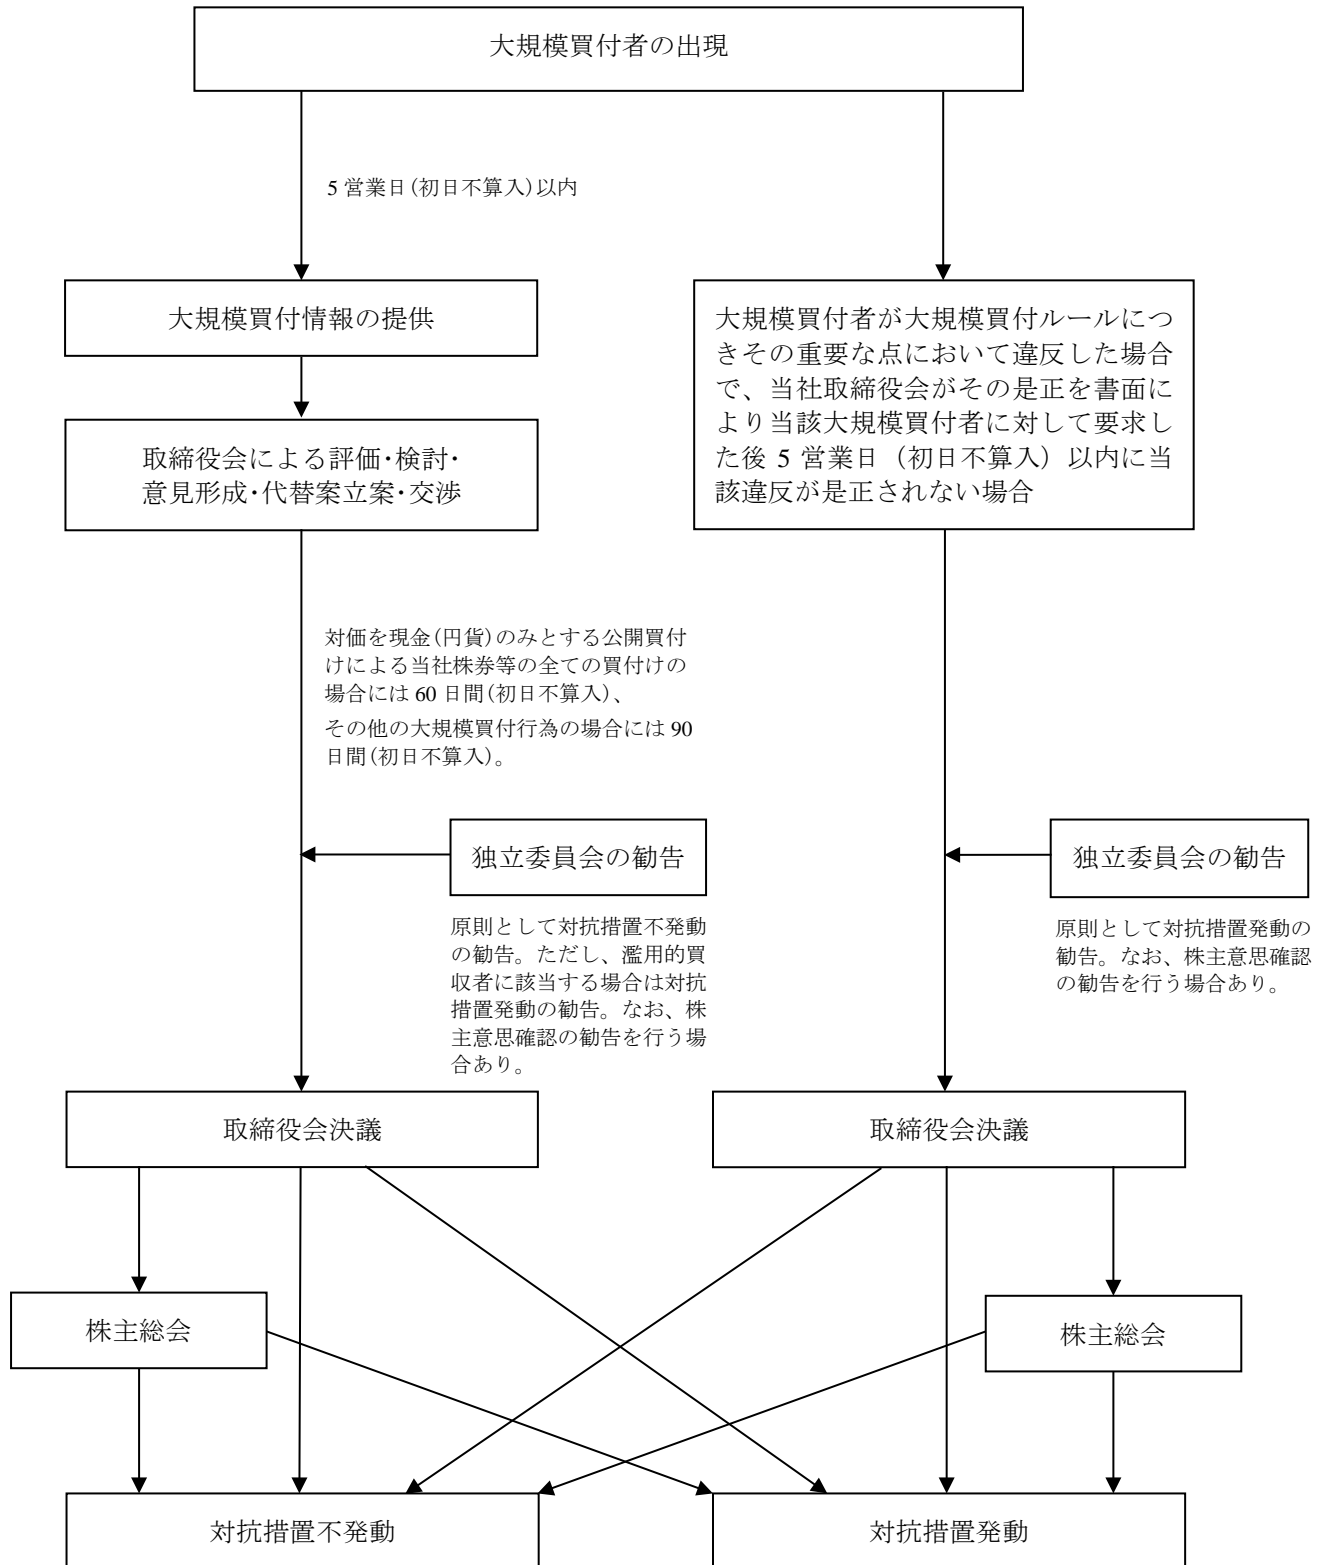 大規模買付者の出現
5 営業日(初日不算入)以内
大規模買付情報の提供
取締役会による評価・検討・
意見形成・代替案立案・交渉
大規模買付者が大規模買付ルールにつ
きその重要な点において違反した場合
で、当社取締役会がその是正を書面に
より当該大規模買付者に対して要求し
た後 5 営業日（初日不算入）以内に当
該違反が是正されない場合
対価を現金(円貨)のみとする公開買付
けによる当社株券等の全ての買付けの
場合には 60 日間(初日不算入)、
その他の大規模買付行為の場合には 90
日間(初日不算入)。
独立委員会の勧告
原則として対抗措置不発動
の勧告。ただし、濫用的買
収者に該当する場合は対抗
措置発動の勧告。なお、株
主意思確認の勧告を行う場
合あり。
独立委員会の勧告
原則として対抗措置発動の
勧告。なお、株主意思確認
の勧告を行う場合あり。
取締役会決議
取締役会決議
株主総会
株主総会
対抗措置不発動
対抗措置発動